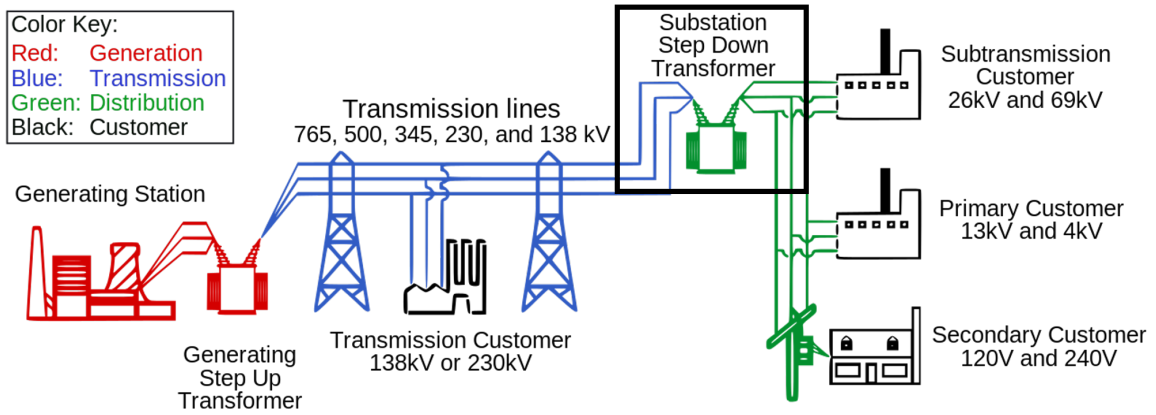 Color Key:
Red: Generation
Blue: Transmission
Green: Distribution
Black: Customer
Substation
Step Down
Transformer
Subtransmission
Customer
26kV and 69kV
Transmission lines
765, 500, 345, 230, and 138 kV
Generating Station
Primary Customer
13kV and 4kV
Transmission Customer
138kV or 230kV
Generating
Step Up
Transformer
Secondary Customer
120V and 240V